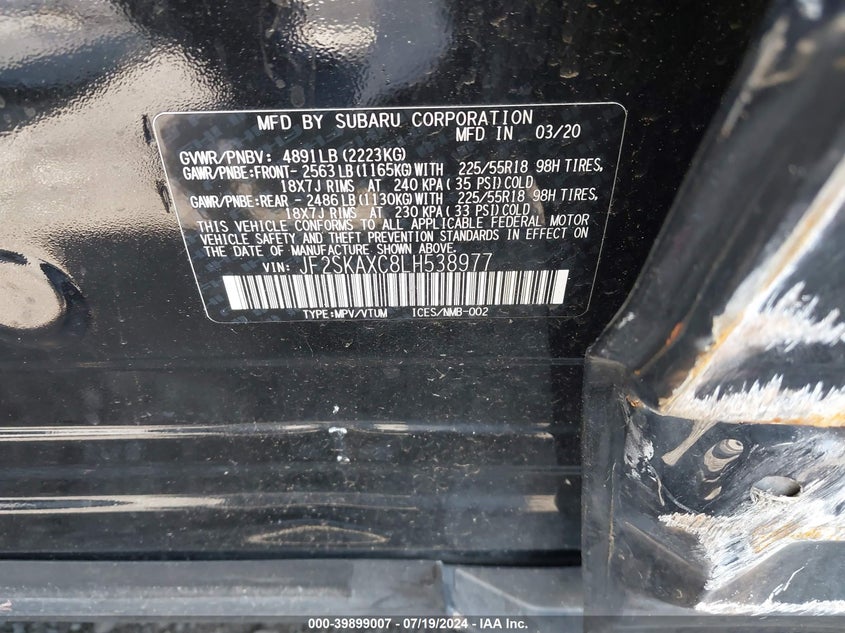 MFD BY SUBARU CORPORATION
MFD IN 03/20
GVWR/PNBV: 4891LB(2223KG)
GAWR/PNBE:FRONT- 2563LB(1165KG)WITH 225/55R18 98H TIRES,
18X7J RIMS AT 240 KPA(35 PSI)COLD
GAWR/PNBE:REAR - 2486LB(1130KG)WITH 225/55R18 98H TIRES,
18X7J RIMS AT 230 KPA(33 PSI)COLD
THIS VEHICLE CONFORMS TO ALL APPLICABLE FEDERAL MOTOR
VEHICLE SAFETY AND THEFT PREVENTION STANDARDS IN EFFECT ON
THE DATE OF MANUFACTURE SHOWN ABOVE.
VIN: JF2SKAXC8LH538977
TYPE:MPV/VTUM ICES/NMB-002
000-39899007 - 07/19/2024 - IAA Inc.